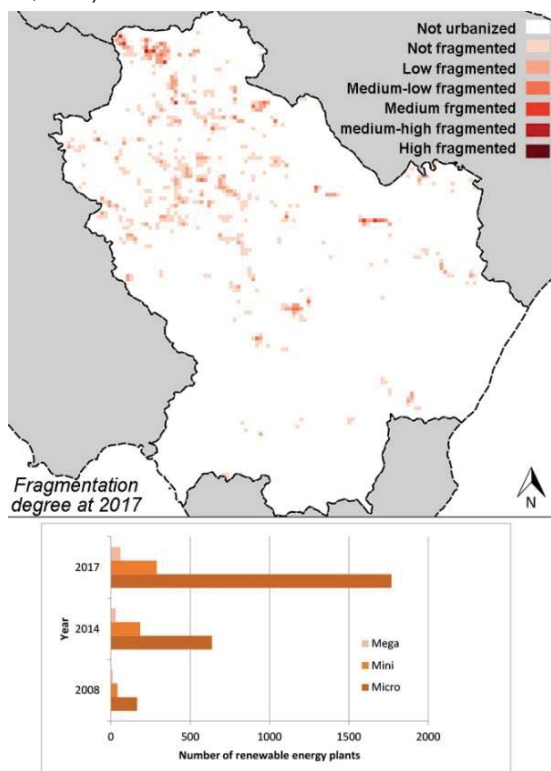 Not urbanized
Not fragmented
Low fragmented
Medium-low fragmented
Medium frgmented
medium-high fragmented
High fragmented
Fragmentation
degree at 2017
N
2017
2014
2008
Year
Mega
Mini
Micro
0 500 1000 1500 2000
Number of renewable energy plants